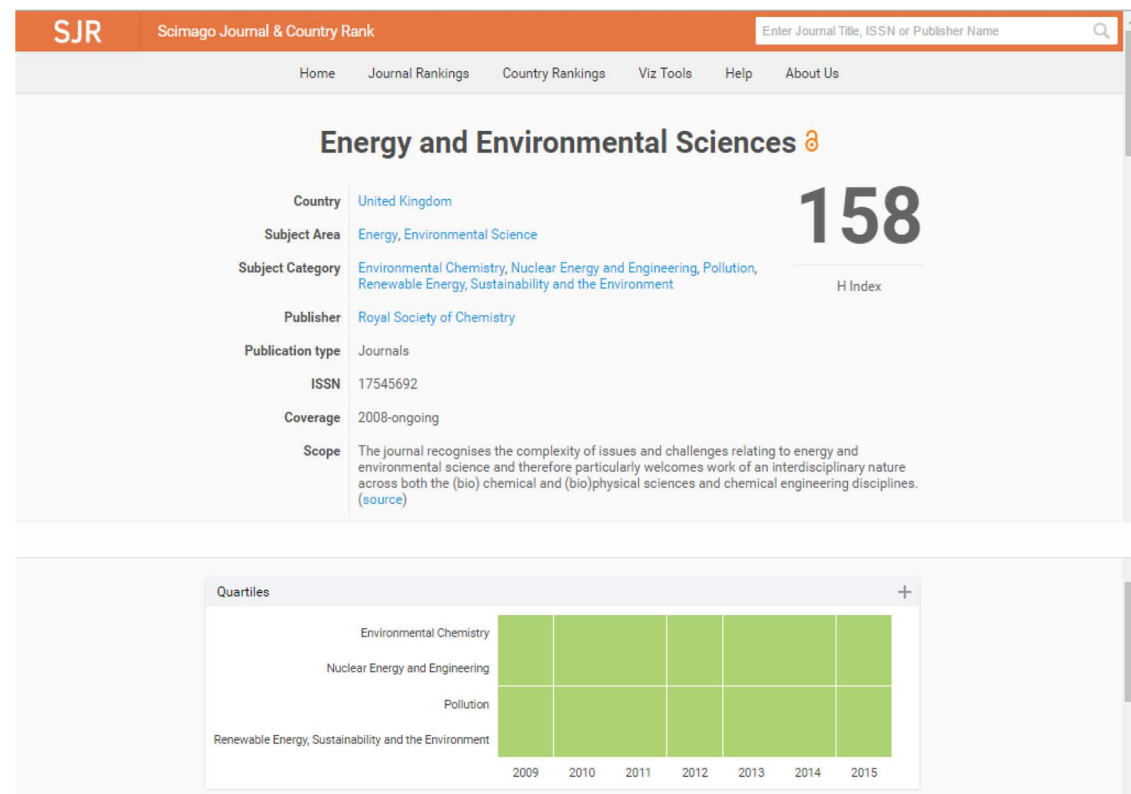 SJR Scimago Journal & Country Rank Enter Journal Title, ISSN or Publisher Name
Home Journal Rankings Country Rankings Viz Tools Help About Us
Energy and Environmental Sciences
Country United Kingdom
158
Subject Area Energy, Environmental Science
Subject Category Environmental Chemistry, Nuclear Energy and Engineering, Pollution,
Renewable Energy, Sustainability and the Environment
H Index
Publisher Royal Society of Chemistry
Publication type Journals
ISSN 17545692
Coverage 2008-ongoing
Scope The journal recognises the complexity of issues and challenges relating to energy and
environmental science and therefore particularly welcomes work of an interdisciplinary nature
across both the (bio) chemical and (bio)physical sciences and chemical engineering disciplines.
(source)
Quartiles
Environmental Chemistry
Nuclear Energy and Engineering
Pollution
Renewable Energy, Sustainability and the Environment
2009 2010 2011 2012 2013 2014 2015